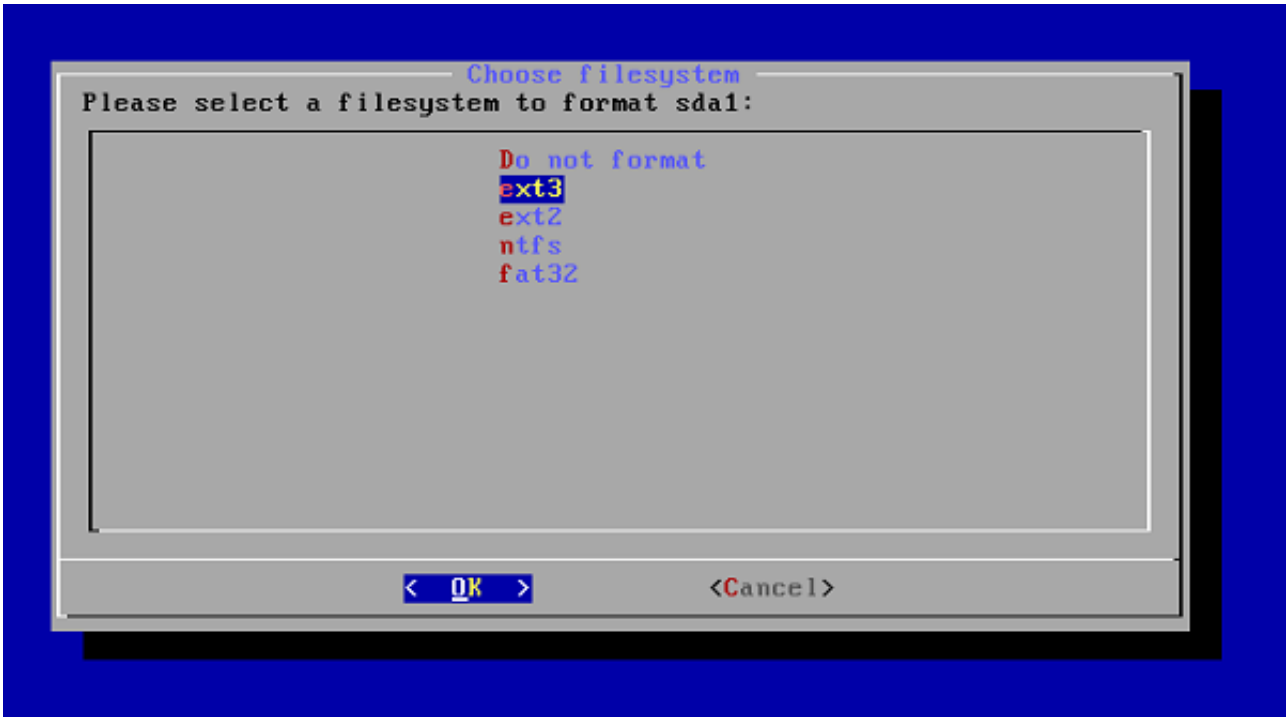 Choose filesystem
Please select a filesystem to format sda1:
Do not format
ext3
ext2
ntfs
fat32
< OK > <Cancel>